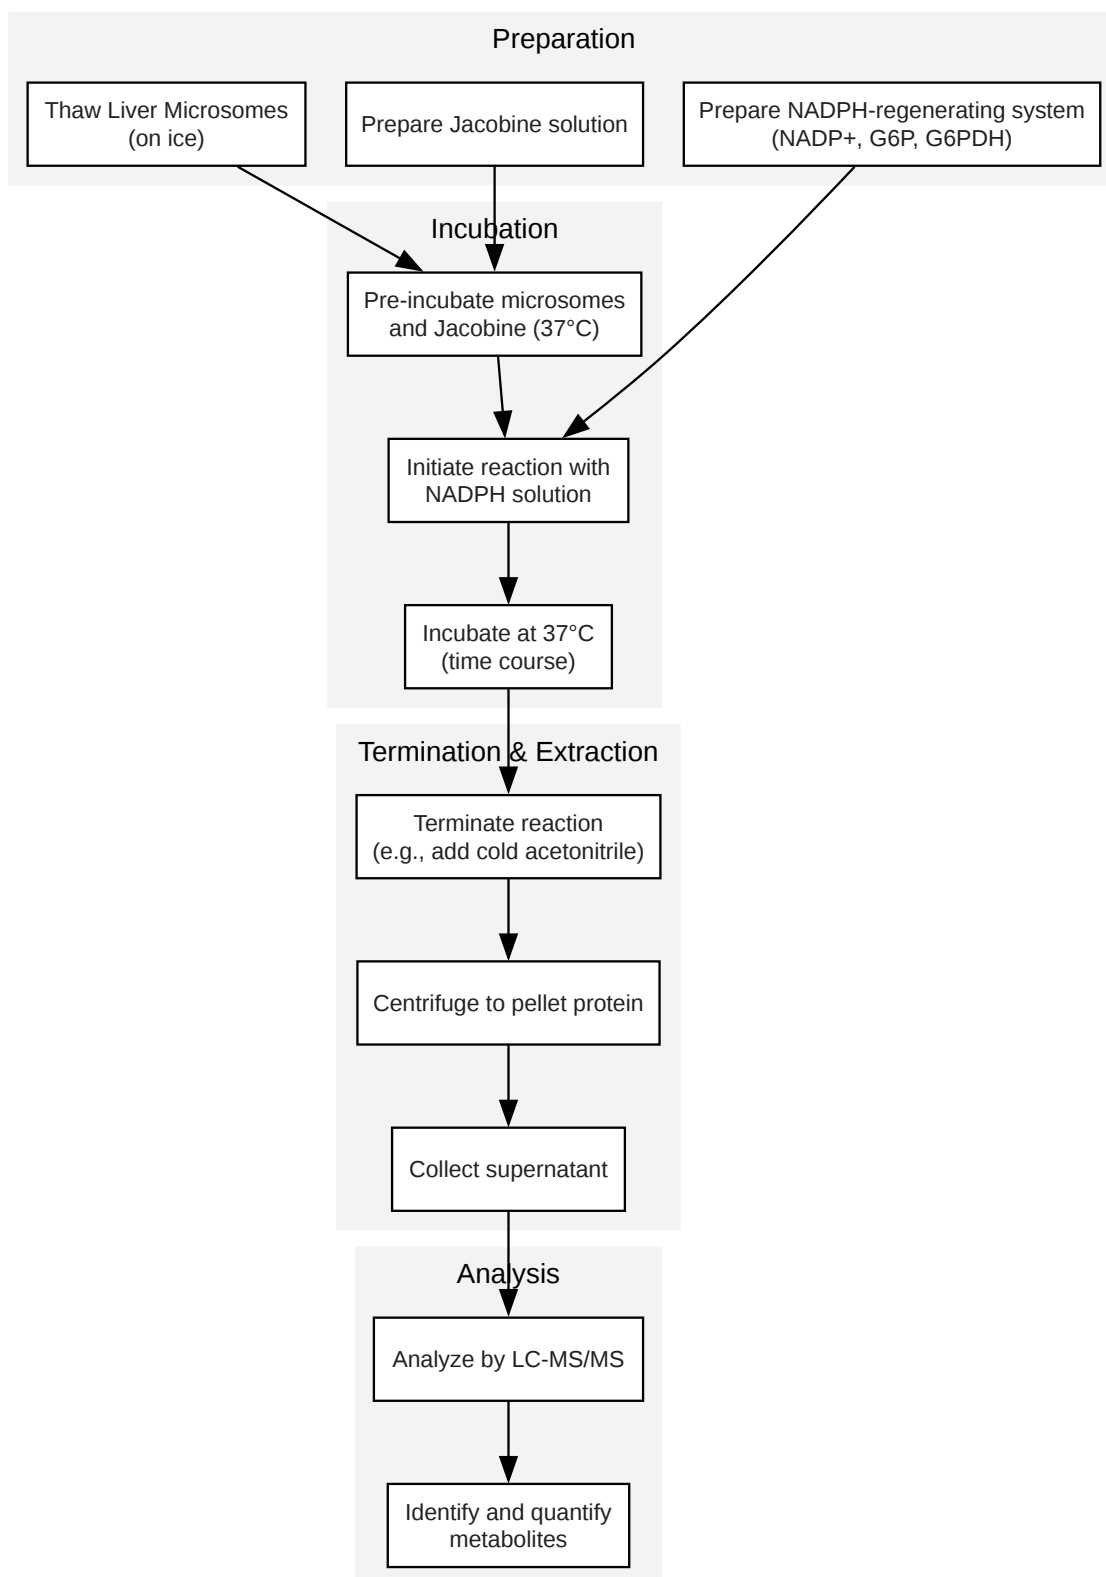 Preparation
Thaw Liver Microsomes
(on ice)
Prepare Jacobine solution
Prepare NADPH-regenerating system
(NADP+, G6P, G6PDH)
Incubation
Pre-incubate microsomes
and Jacobine (37°C)
Initiate reaction with
NADPH solution
Incubate at 37°C
(time course)
Termination & Extraction
Terminate reaction
(e.g., add cold acetonitrile)
Centrifuge to pellet protein
Collect supernatant
Analysis
Analyze by LC-MS/MS
Identify and quantify
metabolites